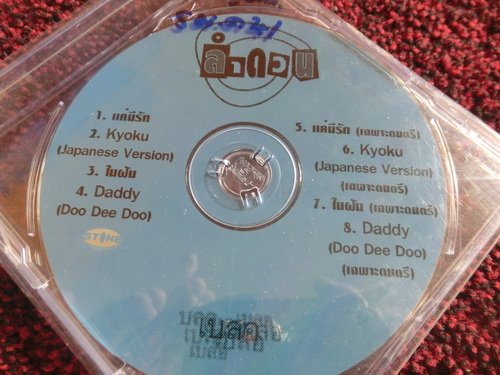 ลำดอน
1. แค่มีรัก
2. Kyoku
(Japanese Version)
3. ในฝัน
4. Daddy
(Doo Dee Doo)
STONE
5. แค่มีรัก (เฉพาะดนตรี)
6. Kyoku
(Japanese Version)
(เฉพาะดนตรี)
7. ในฝัน (เฉพาะดนตรี)
8. Daddy
(Doo Dee Doo)
(เฉพาะดนตรี)